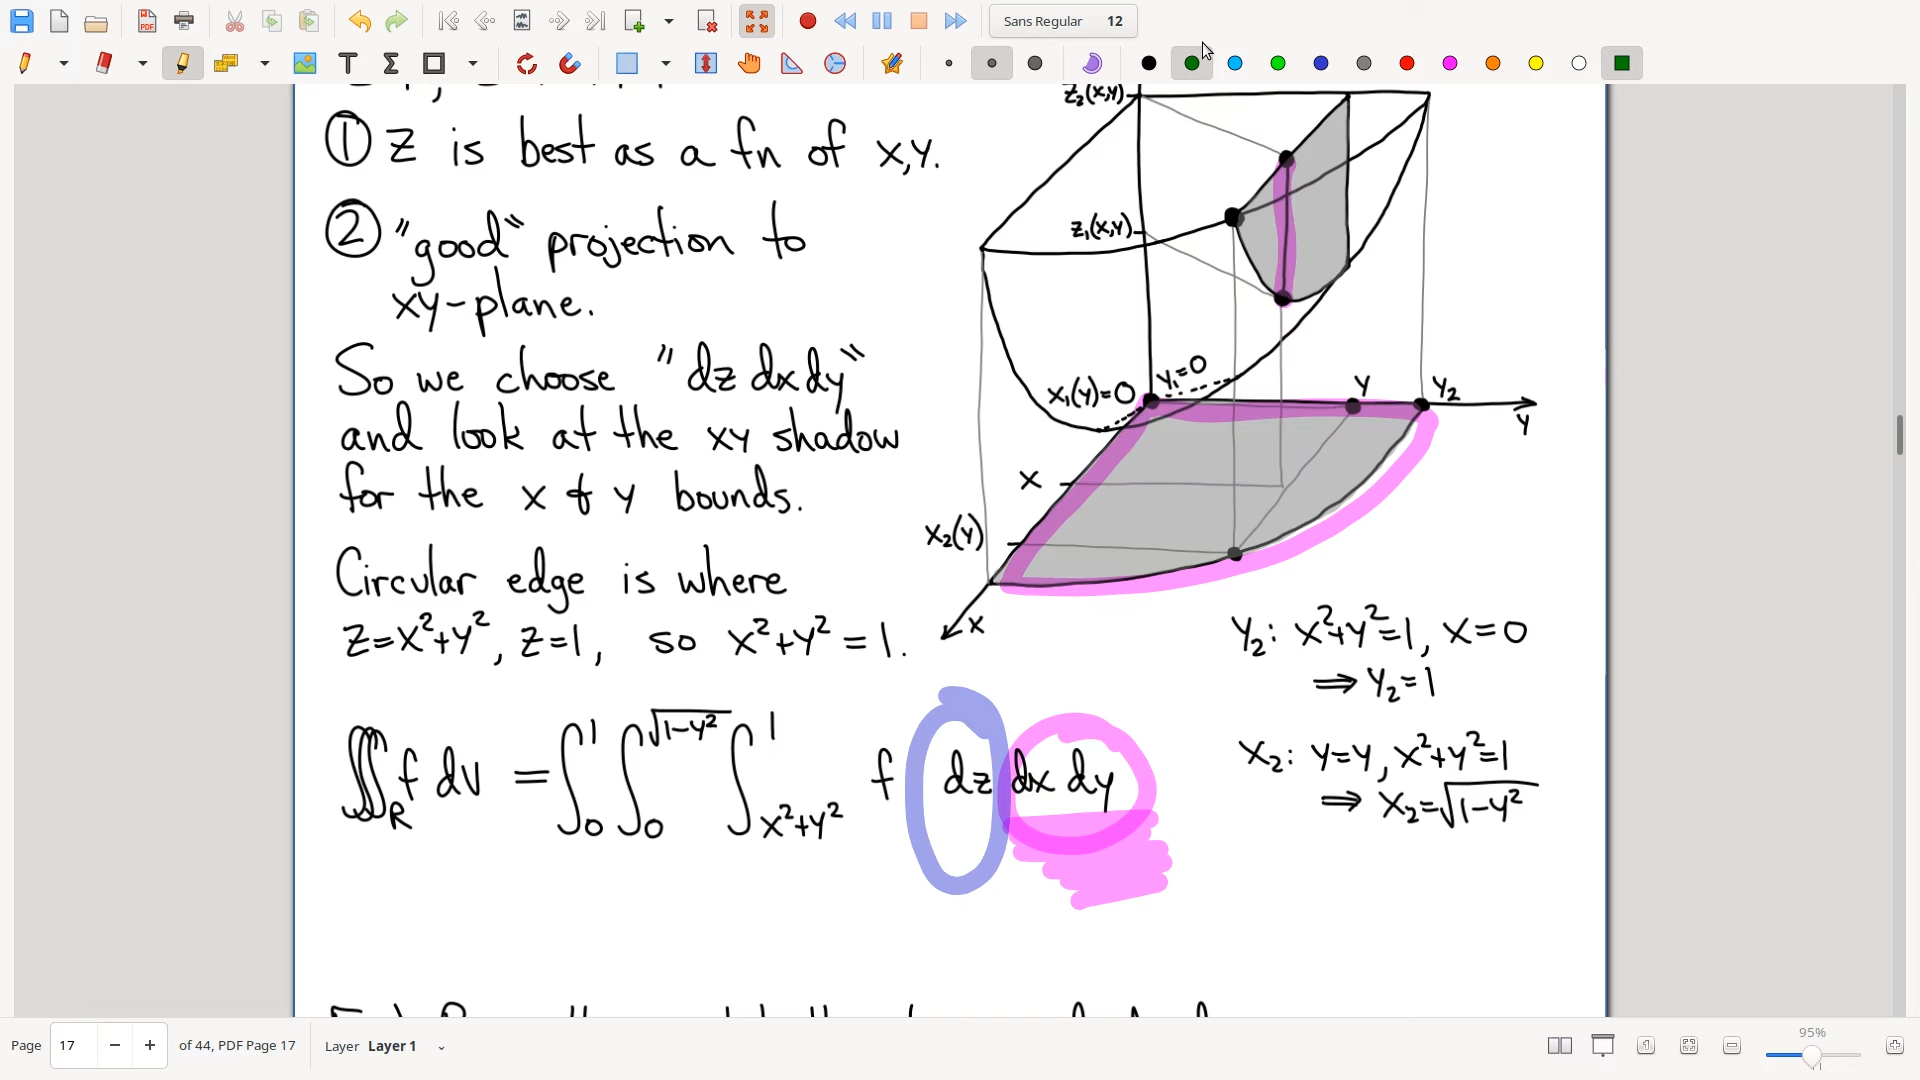 Sans Regular 12
① Z is best as a fn of x,y.
② "good" projection to
xy-plane.
So we choose "dz dx dy"
and look at the xy shadow
for the x & y bounds.
Circular edge is where
z=x²+y², z=1, so x²+y²=1.
∭_R f dV = ∫_0^1 ∫_0^√(1-y²) ∫_{x²+y²}^1 f dz dx dy
z₂(x,y)
z₁(x,y)
x₁(y)=0
y₁=0
y
y₂
y
x
x₂(y)
x
y₂: x²+y²=1, x=0
⟹ y₂=1
x₂: y=y, x²+y²=1
⟹ x₂=√(1-y²)
Page 17 of 44, PDF Page 17 Layer Layer 1
95%